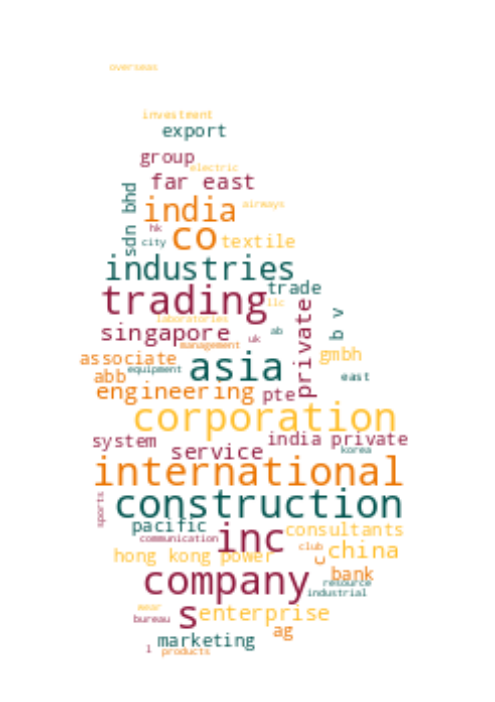 overseas
investment
export
group
electric
far east
sdn bhd
india
airways
hk
city
co
textile
industries
trade
trading
llc
laboratories
singapore
private
b v
ab
uk
management
associate
gmbh
equipment
asia
abb
east
engineering
pte
corporation
system
india private
service
korea
international
sports
construction
pacific
inc
consultants
communication
club
china
hong kong
power
c
bank
company
resource
industrial
wear
s
enterprise
bureau
ag
marketing
l
products